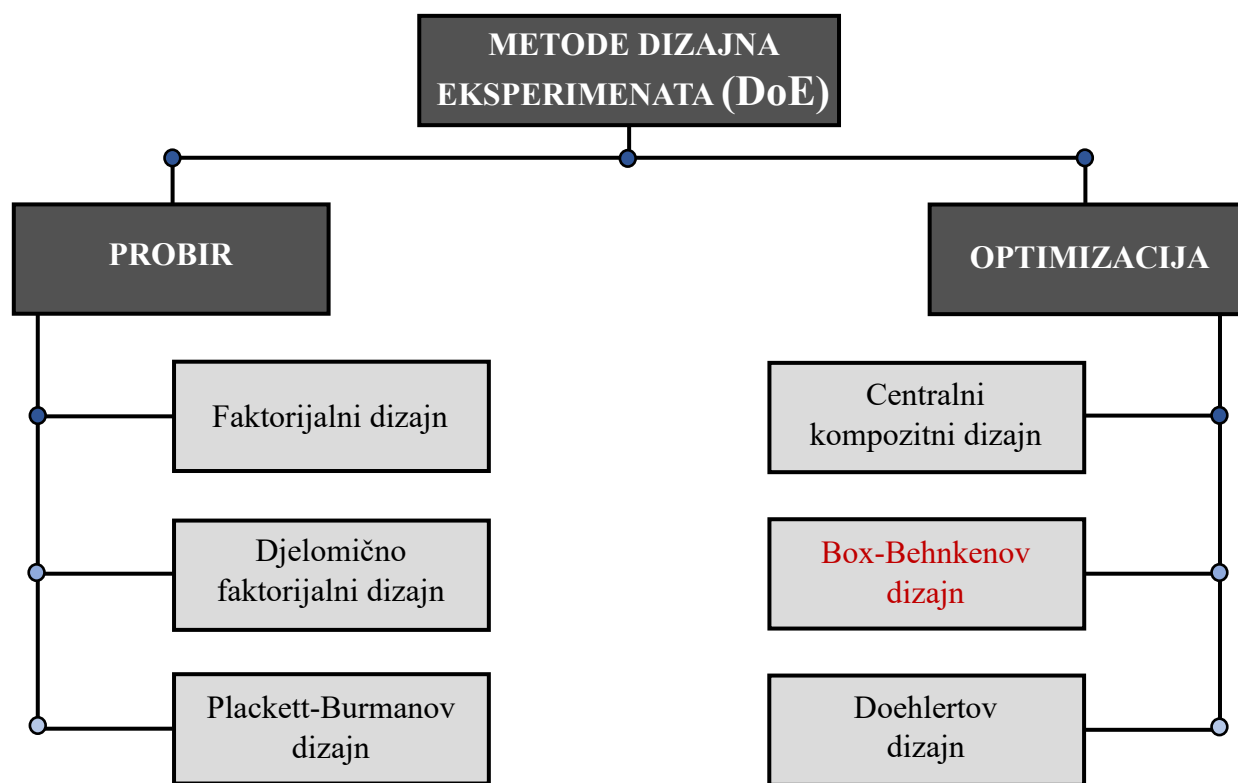 METODE DIZAJNA
EKSPERIMENATA (DoE)
PROBIR
OPTIMIZACIJA
Faktorijalni dizajn
Djelomično
faktorijalni dizajn
Plackett-Burmanov
dizajn
Centralni
kompozitni dizajn
Box-Behnkenov
dizajn
Doehlertov
dizajn